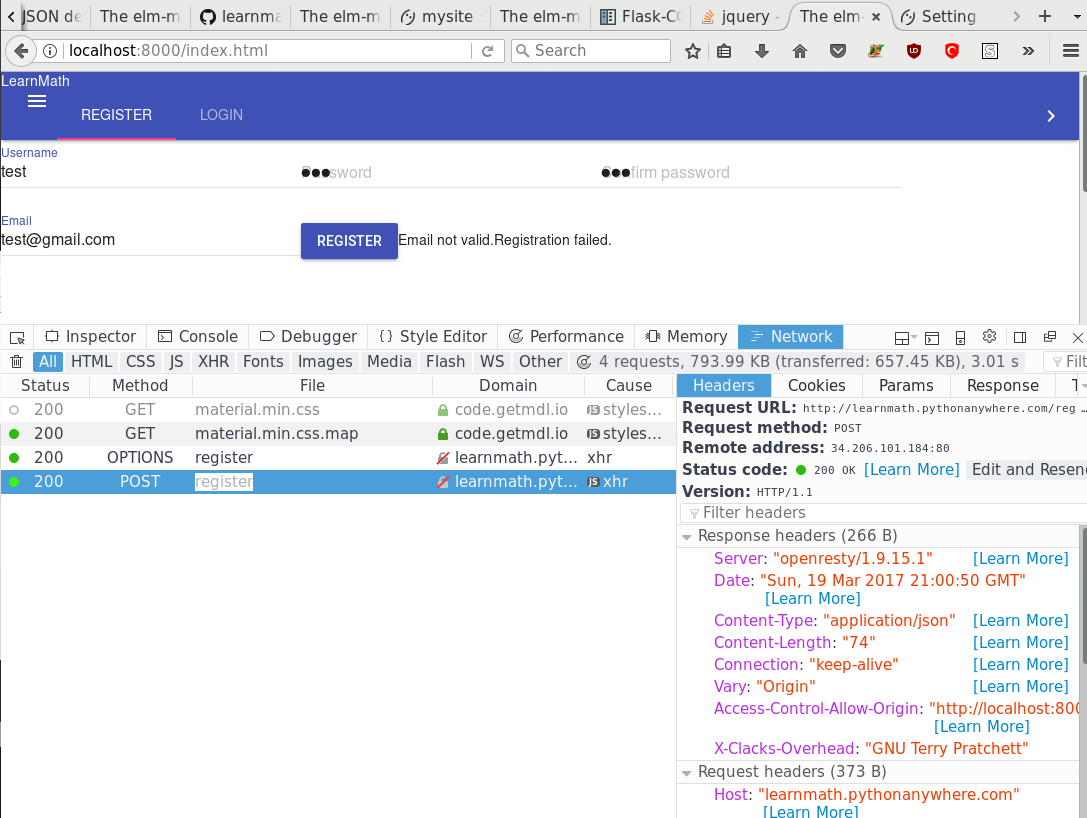 JSON de
The elm-m
learnma
The elm-m
mysite
The elm-m
Flask-CO
jquery -
The elm-
Setting
localhost:8000/index.html
Search
LearnMath
REGISTER LOGIN
Username
test
Password
Confirm password
Email
test@gmail.com
REGISTER Email not valid.Registration failed.
Inspector Console Debugger {} Style Editor Performance Memory Network
All HTML CSS JS XHR Fonts Images Media Flash WS Other 4 requests, 793.99 KB (transferred: 657.45 KB), 3.01 s Filt
Status Method File Domain Cause
200 GET material.min.css code.getmdl.io JS styles...
200 GET material.min.css.map code.getmdl.io JS styles...
200 OPTIONS register learnmath.pyt... xhr
200 POST register learnmath.pyt... JS xhr
Headers Cookies Params Response T
Request URL: http://learnmath.pythonanywhere.com/reg ...
Request method: POST
Remote address: 34.206.101.184:80
Status code: 200 OK [Learn More] Edit and Resend
Version: HTTP/1.1
Filter headers
Response headers (266 B)
Server: "openresty/1.9.15.1" [Learn More]
Date: "Sun, 19 Mar 2017 21:00:50 GMT"
[Learn More]
Content-Type: "application/json" [Learn More]
Content-Length: "74" [Learn More]
Connection: "keep-alive" [Learn More]
Vary: "Origin" [Learn More]
Access-Control-Allow-Origin: "http://localhost:800
[Learn More]
X-Clacks-Overhead: "GNU Terry Pratchett"
Request headers (373 B)
Host: "learnmath.pythonanywhere.com"
[Learn More]